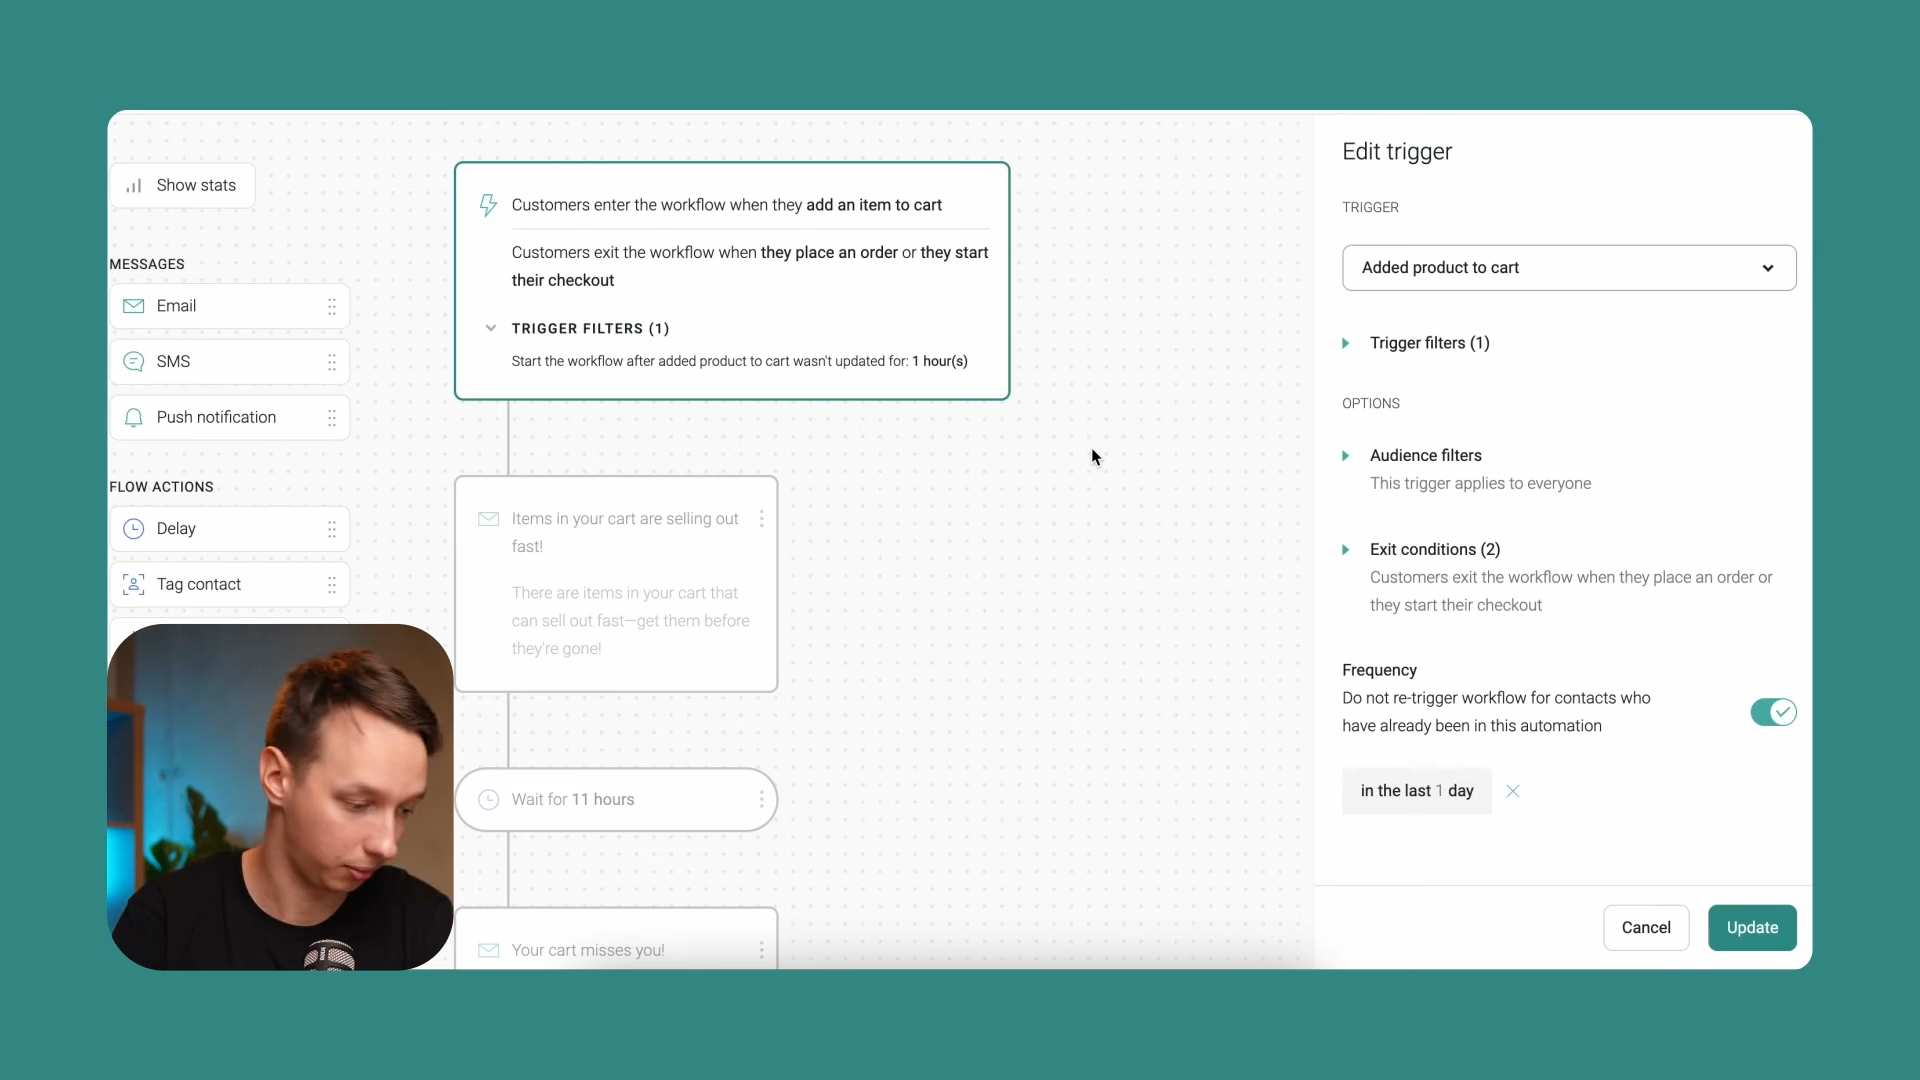 Show stats
MESSAGES
Email
SMS
Push notification
FLOW ACTIONS
Delay
Tag contact
Customers enter the workflow when they add an item to cart
Customers exit the workflow when they place an order or they start
their checkout
TRIGGER FILTERS (1)
Start the workflow after added product to cart wasn't updated for: 1 hour(s)
Items in your cart are selling out
fast!
There are items in your cart that
can sell out fast—get them before
they're gone!
Wait for 11 hours
Your cart misses you!
Edit trigger
TRIGGER
Added product to cart
Trigger filters (1)
OPTIONS
Audience filters
This trigger applies to everyone
Exit conditions (2)
Customers exit the workflow when they place an order or
they start their checkout
Frequency
Do not re-trigger workflow for contacts who
have already been in this automation
in the last 1 day
Cancel
Update